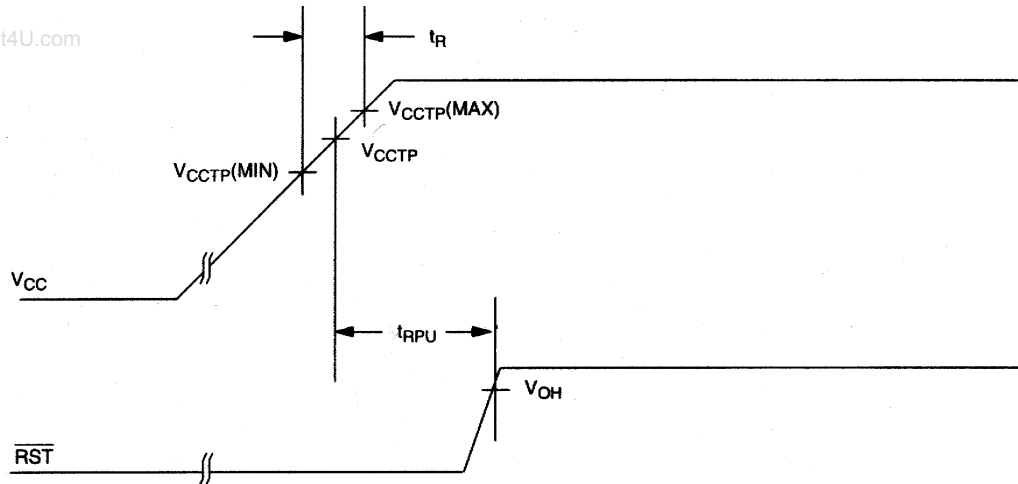 t4U.com
tR
VCCTP(MAX)
VCCTP
VCCTP(MIN)
VCC
tRPU
VOH
RST